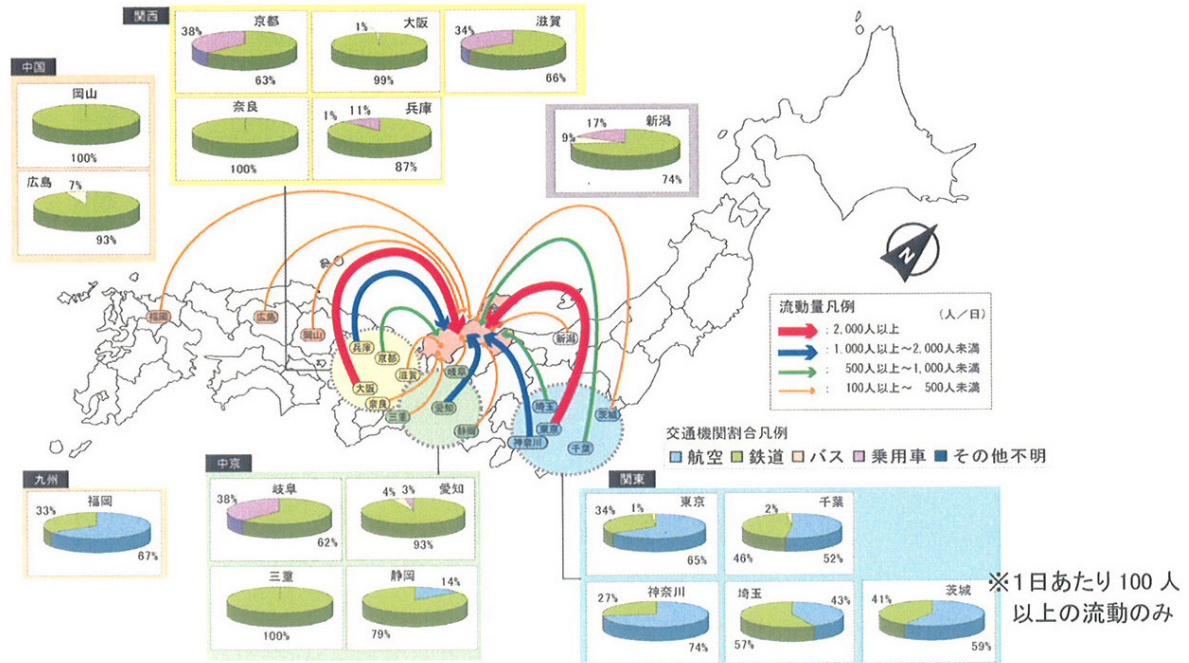 関西
京都
38%
63%
大阪
1%
99%
滋賀
34%
66%
奈良
100%
兵庫
1%
11%
87%
中国
岡山
100%
広島
7%
93%
新潟
17%
9%
74%
N
福岡
広島
岡山
兵庫
京都
滋賀
大阪
奈良
三重
岐阜
愛知
静岡
新潟
埼玉
東京
神奈川
千葉
茨城
流動量凡例
(人/日)
: 2,000人以上
: 1,000人以上~2,000人未満
: 500人以上~1,000人未満
: 100人以上~ 500人未満
交通機関割合凡例
航空 鉄道 バス 乗用車 その他不明
九州
福岡
33%
67%
中京
岐阜
38%
62%
愛知
4%
3%
93%
三重
100%
静岡
14%
79%
関東
東京
34%
1%
65%
千葉
2%
46%
52%
神奈川
27%
74%
埼玉
43%
57%
茨城
41%
59%
※1日あたり100人
以上の流動のみ